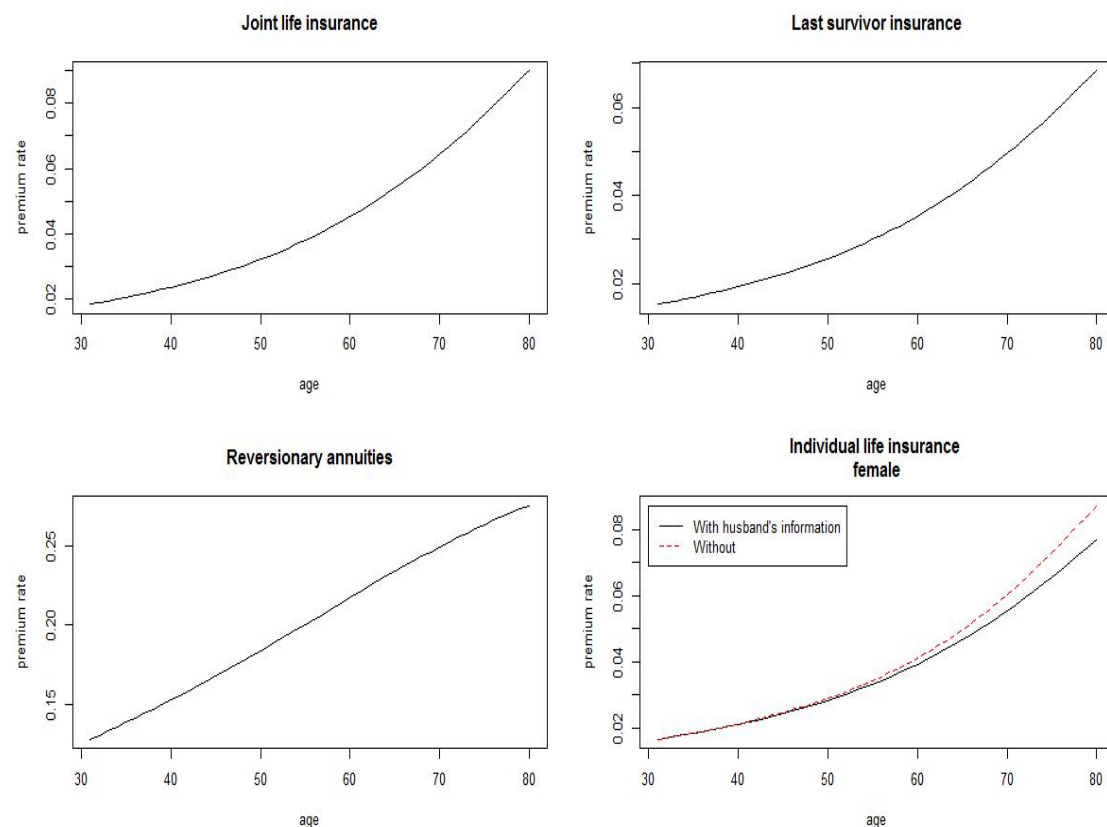 Joint life insurance
premium rate
0.02 0.04 0.06 0.08
30 40 50 60 70 80
age
Last survivor insurance
premium rate
0.02 0.04 0.06
30 40 50 60 70 80
age
Reversionary annuities
premium rate
0.15 0.20 0.25
30 40 50 60 70 80
age
Individual life insurance
female
With husband's information
Without
premium rate
0.02 0.04 0.06 0.08
30 40 50 60 70 80
age